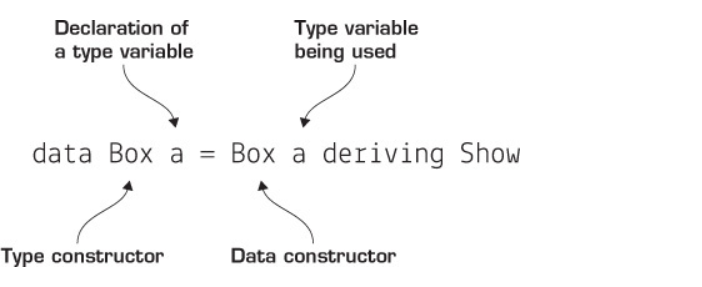 Declaration of
a type variable
Type variable
being used
data Box a = Box a deriving Show
Type constructor
Data constructor